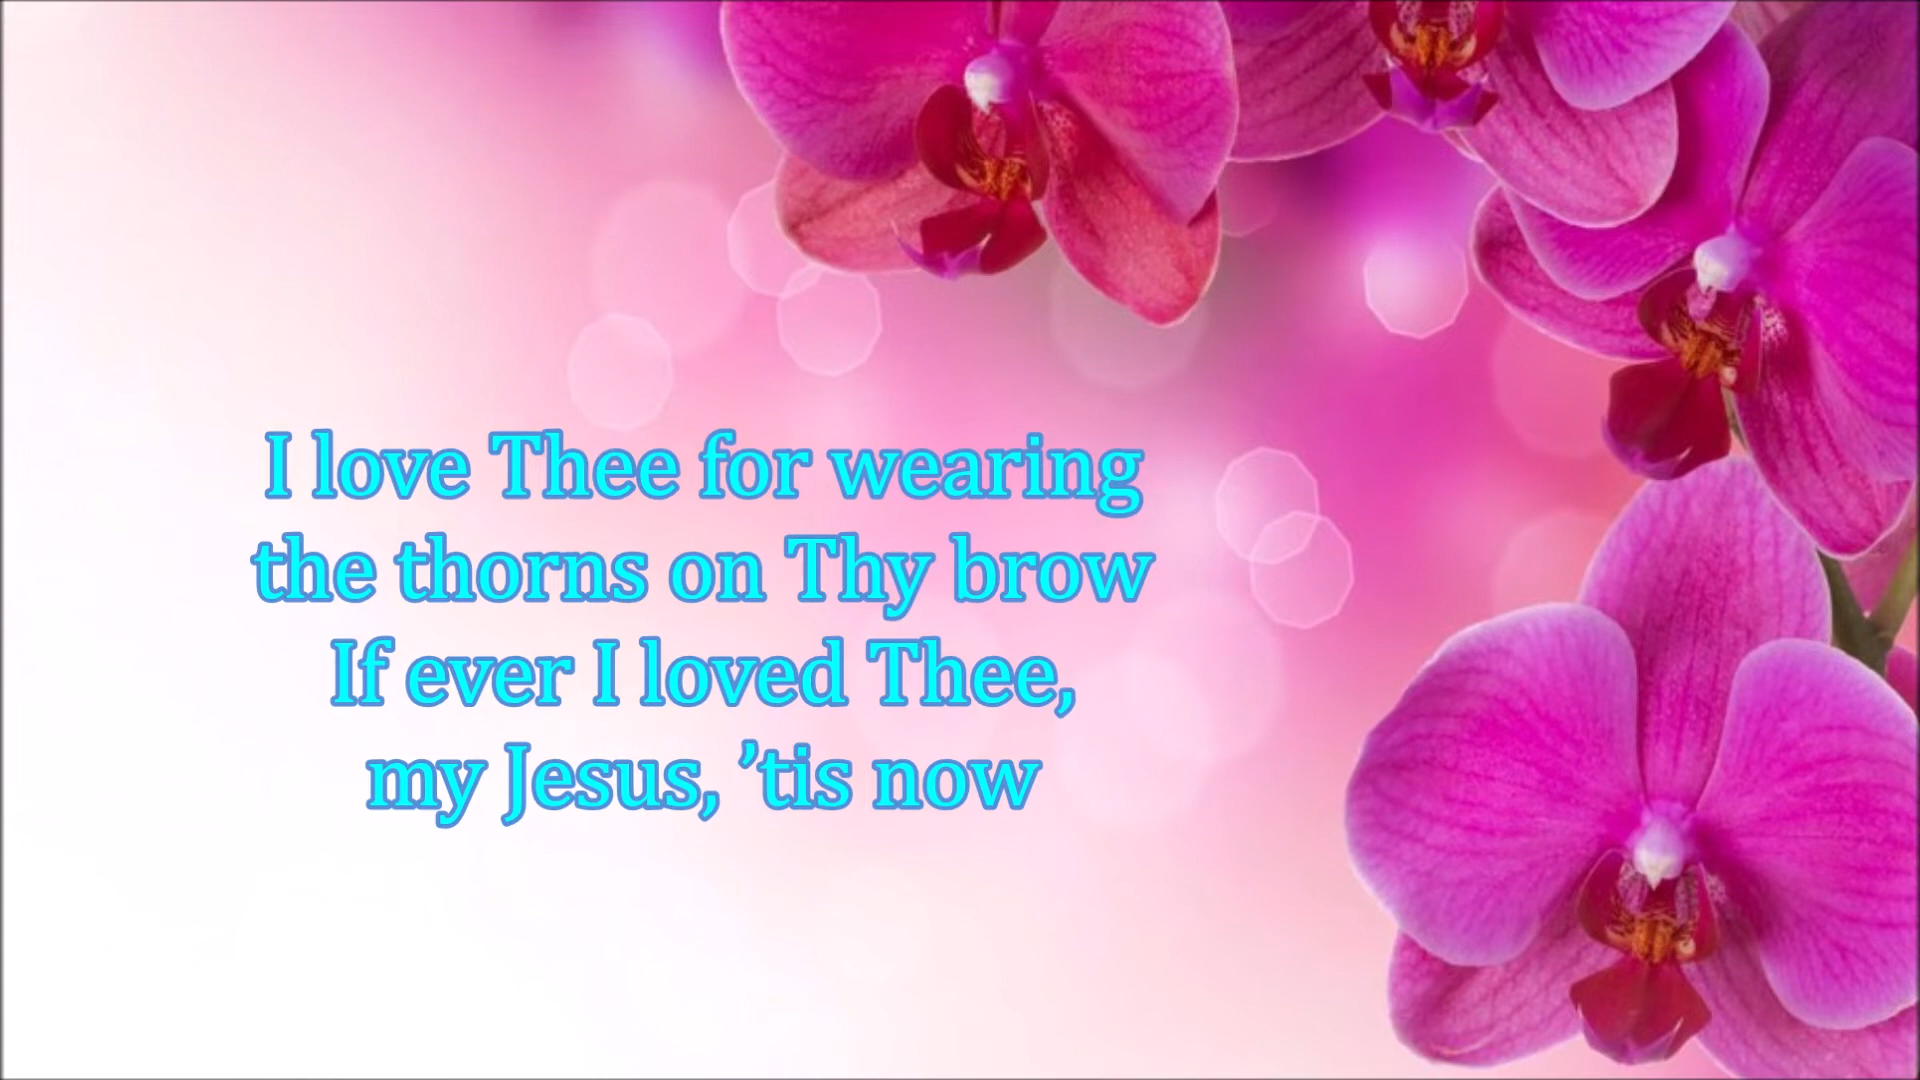 I love Thee for wearing
the thorns on Thy brow
If ever I loved Thee,
my Jesus, ’tis now